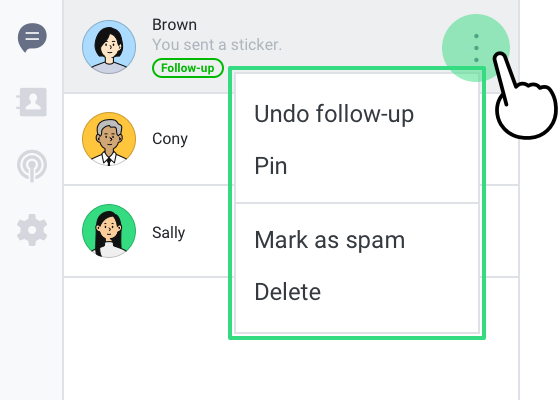 Brown
You sent a sticker.
Follow-up
Undo follow-up
Pin
Cony
Sally
Mark as spam
Delete